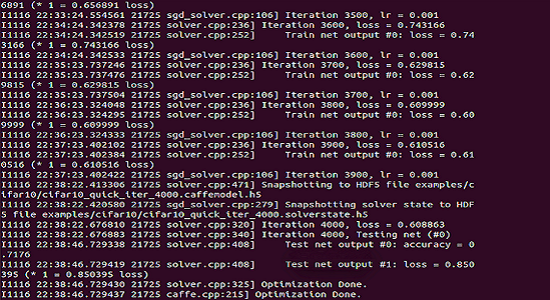 6891 (* 1 = 0.656891 loss)
I1116 22:33:24.554561 21725 sgd_solver.cpp:106] Iteration 3500, lr = 0.001
I1116 22:34:24.342378 21725 solver.cpp:236] Iteration 3600, loss = 0.743166
I1116 22:34:24.342519 21725 solver.cpp:252]     Train net output #0: loss = 0.74
3166 (* 1 = 0.743166 loss)
I1116 22:34:24.342533 21725 sgd_solver.cpp:106] Iteration 3600, lr = 0.001
I1116 22:35:23.737246 21725 solver.cpp:236] Iteration 3700, loss = 0.629815
I1116 22:35:23.737476 21725 solver.cpp:252]     Train net output #0: loss = 0.62
9815 (* 1 = 0.629815 loss)
I1116 22:35:23.737504 21725 sgd_solver.cpp:106] Iteration 3700, lr = 0.001
I1116 22:36:23.324048 21725 solver.cpp:236] Iteration 3800, loss = 0.609999
I1116 22:36:23.324295 21725 solver.cpp:252]     Train net output #0: loss = 0.60
9999 (* 1 = 0.609999 loss)
I1116 22:36:23.324333 21725 sgd_solver.cpp:106] Iteration 3800, lr = 0.001
I1116 22:37:23.402102 21725 solver.cpp:236] Iteration 3900, loss = 0.610516
I1116 22:37:23.402384 21725 solver.cpp:252]     Train net output #0: loss = 0.61
0516 (* 1 = 0.610516 loss)
I1116 22:37:23.402422 21725 sgd_solver.cpp:106] Iteration 3900, lr = 0.001
I1116 22:38:22.413306 21725 solver.cpp:471] Snapshotting to HDF5 file examples/c
ifar10/cifar10_quick_iter_4000.caffemodel.h5
I1116 22:38:22.420580 21725 sgd_solver.cpp:279] Snapshotting solver state to HDF
5 file examples/cifar10/cifar10_quick_iter_4000.solverstate.h5
I1116 22:38:22.676810 21725 solver.cpp:320] Iteration 4000, loss = 0.608863
I1116 22:38:22.676883 21725 solver.cpp:340] Iteration 4000, Testing net (#0)
I1116 22:38:46.729338 21725 solver.cpp:408]     Test net output #0: accuracy = 0
.7176
I1116 22:38:46.729419 21725 solver.cpp:408]     Test net output #1: loss = 0.850
395 (* 1 = 0.850395 loss)
I1116 22:38:46.729430 21725 solver.cpp:325] Optimization Done.
I1116 22:38:46.729437 21725 caffe.cpp:215] Optimization Done.